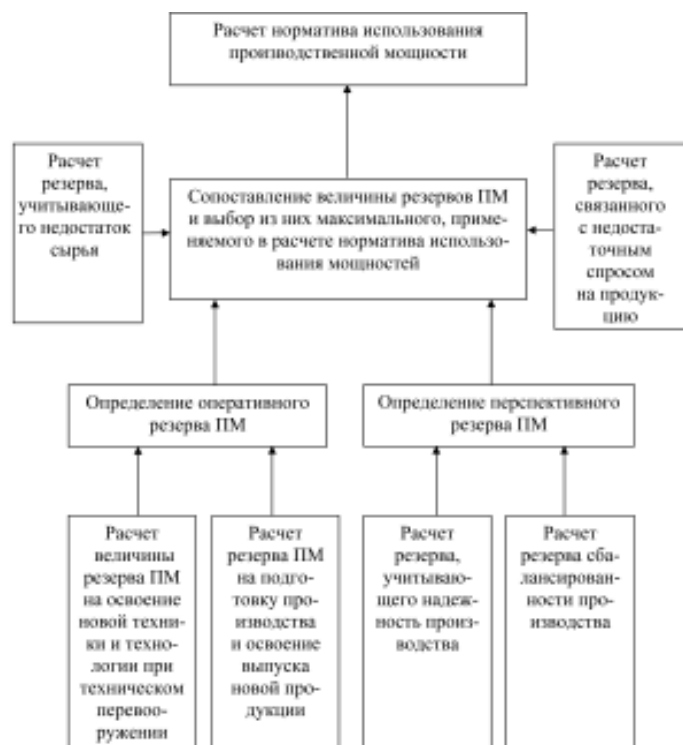 Расчет норматива использования
производственной мощности
Расчет
резерва,
учитывающе-
го недостаток
сырья
Сопоставление величины резервов ПМ
и выбор из них максимального, приме-
няемого в расчете норматива использо-
вания мощностей
Расчет
резерва,
связанного
с недоста-
точным
спросом
на продук-
цию
Определение оперативного
резерва ПМ
Определение перспективного
резерва ПМ
Расчет
величины
резерва ПМ
на освоение
новой техни-
ки и техно-
логии при
техническом
перевоо-
ружении
Расчет
резерва ПМ
на подго-
товку про-
изводства
и освоение
выпуска
новой про-
дукции
Расчет
резерва,
учитываю-
щего надеж-
ность произ-
водства
Расчет
резерва сба-
лансирован-
ности про-
изводства